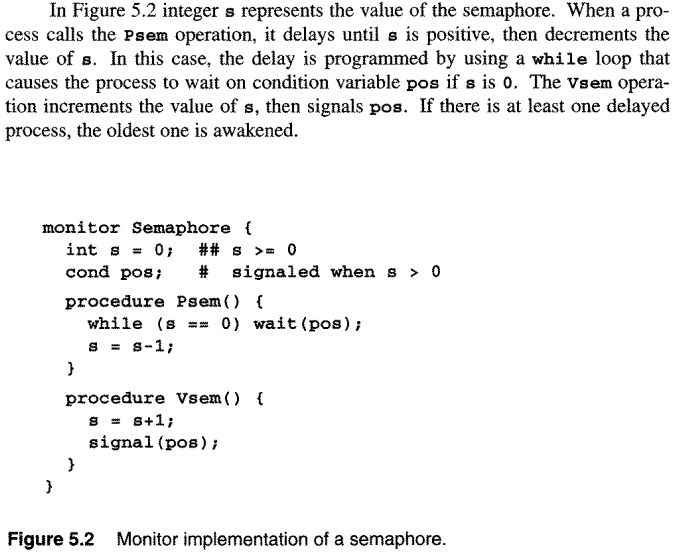 In Figure 5.2 integer s represents the value of the semaphore. When a pro-
cess calls the Psem operation, it delays until s is positive, then decrements the
value of s. In this case, the delay is programmed by using a while loop that
causes the process to wait on condition variable pos if s is 0. The Vsem opera-
tion increments the value of s, then signals pos. If there is at least one delayed
process, the oldest one is awakened.
monitor Semaphore {
int s = 0; ## s >= 0
cond pos; # signaled when s > 0
procedure Psem() {
while (s == 0) wait(pos);
s = s-1;
}
procedure Vsem() {
s = s+1;
signal(pos);
}
}
Figure 5.2 Monitor implementation of a semaphore.